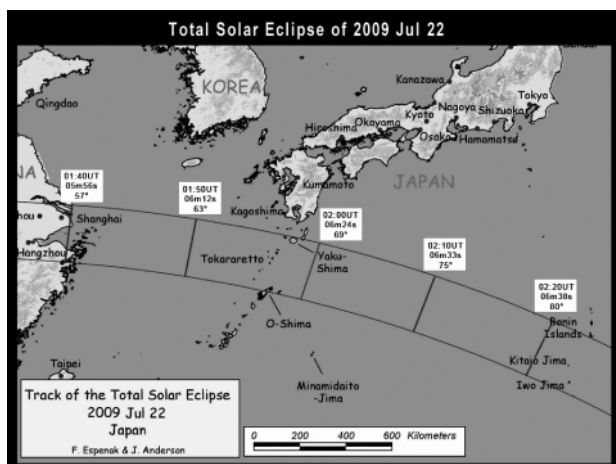 Total Solar Eclipse of 2009 Jul 22
Kanazawa
Tokyo
KOREA
Qingdao
Kyoto
Nagoya
Shizuoka
Okayama
Hiroshima
Osaka
Hamamatsu
NA
01:40UT
05m56s
57°
01:50UT
06m12s
63°
Kumamoto
JAPAN
Kagoshima
02:00UT
06m24s
69°
hou
Shanghai
02:10UT
06m33s
75°
Hangzhou
Tokararetto
Yaku-
Shima
02:20UT
06m38s
80°
O-Shima
Bonin
Islands
Taipei
Minamidaito
-Jima
Kitaio Jima
Iwo Jima
Track of the Total Solar Eclipse
2009 Jul 22
Japan
F. Espenak & J. Anderson
0 200 400 600 Kilometers